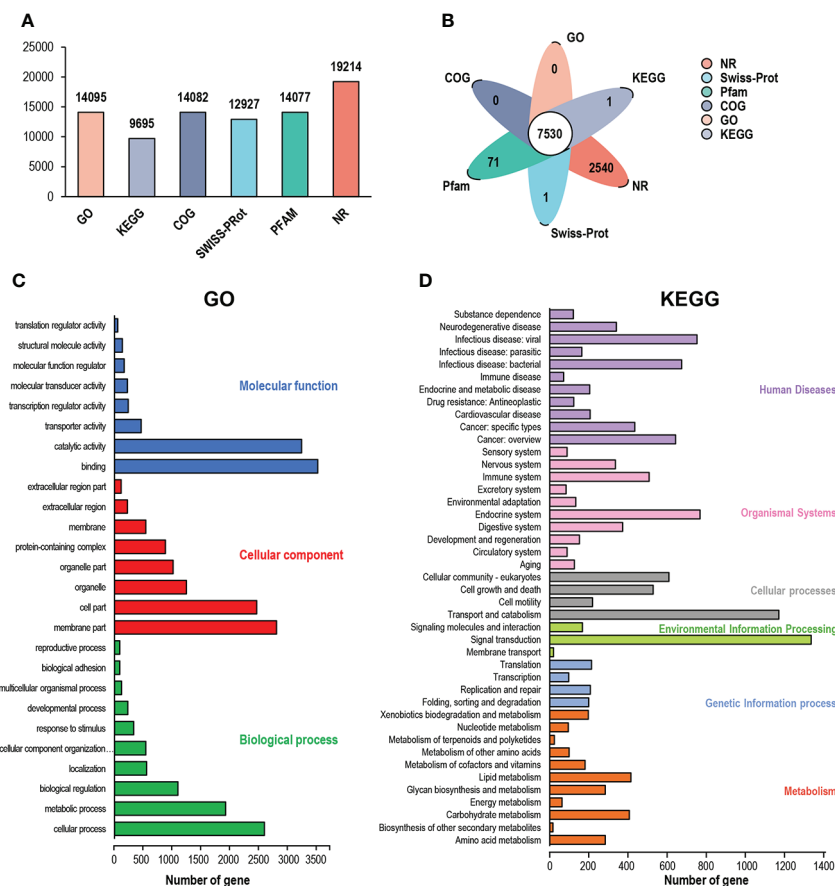 A
25000
20000
15000
10000
5000
0
14095
9695
14082
12927
14077
19214
GO
KEGG
COG
SWISS-PRot
PFAM
NR
B
GO
KEGG
NR
Swiss-Prot
Pfam
COG
0
1
2540
1
71
0
7530
NR
Swiss-Prot
Pfam
COG
GO
KEGG
C
GO
translation regulator activity
structural molecule activity
molecular function regulator
molecular transducer activity
transcription regulator activity
transporter activity
catalytic activity
binding
extracellular region part
extracellular region
membrane
protein-containing complex
organelle part
organelle
cell part
membrane part
reproductive process
biological adhesion
multicellular organismal process
developmental process
response to stimulus
cellular component organization...
localization
biological regulation
metabolic process
cellular process
Molecular function
Cellular component
Biological process
0 500 1000 1500 2000 2500 3000 3500
Number of gene
D
KEGG
Substance dependence
Neurodegenerative disease
Infectious disease: viral
Infectious disease: parasitic
Infectious disease: bacterial
Immune disease
Endocrine and metabolic disease
Drug resistance: Antineoplastic
Cardiovascular disease
Cancer: specific types
Cancer: overview
Sensory system
Nervous system
Immune system
Excretory system
Environmental adaptation
Endocrine system
Digestive system
Development and regeneration
Circulatory system
Aging
Cellular community - eukaryotes
Cell growth and death
Cell motility
Transport and catabolism
Signaling molecules and interaction
Signal transduction
Membrane transport
Translation
Transcription
Replication and repair
Folding, sorting and degradation
Xenobiotics biodegradation and metabolism
Nucleotide metabolism
Metabolism of terpenoids and polyketides
Metabolism of other amino acids
Metabolism of cofactors and vitamins
Lipid metabolism
Glycan biosynthesis and metabolism
Energy metabolism
Carbohydrate metabolism
Biosynthesis of other secondary metabolites
Amino acid metabolism
Human Diseases
Organismal Systems
Cellular processes
Environmental Information Processing
Genetic Information process
Metabolism
0 200 400 600 800 1000 1200 1400
Number of gene